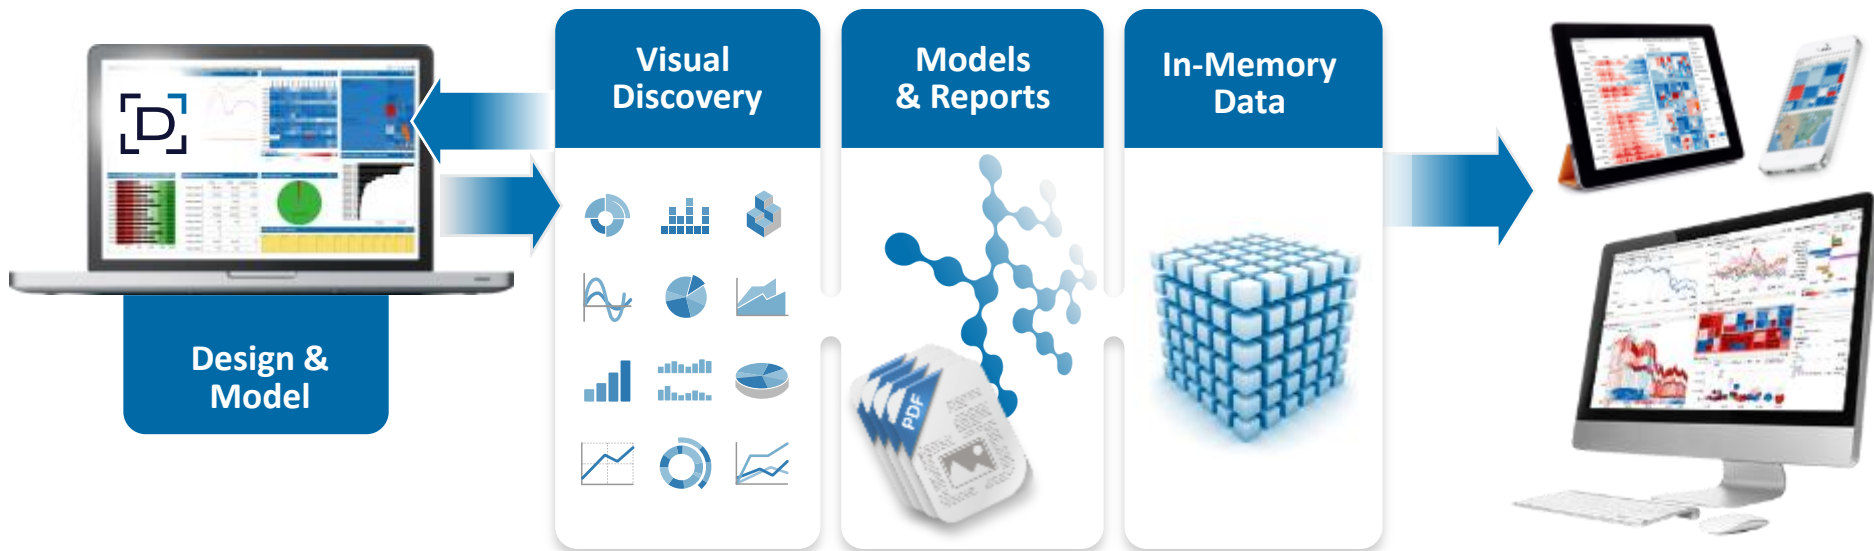 D
Design &
Model
Visual
Discovery
Models
& Reports
PDF
In-Memory
Data